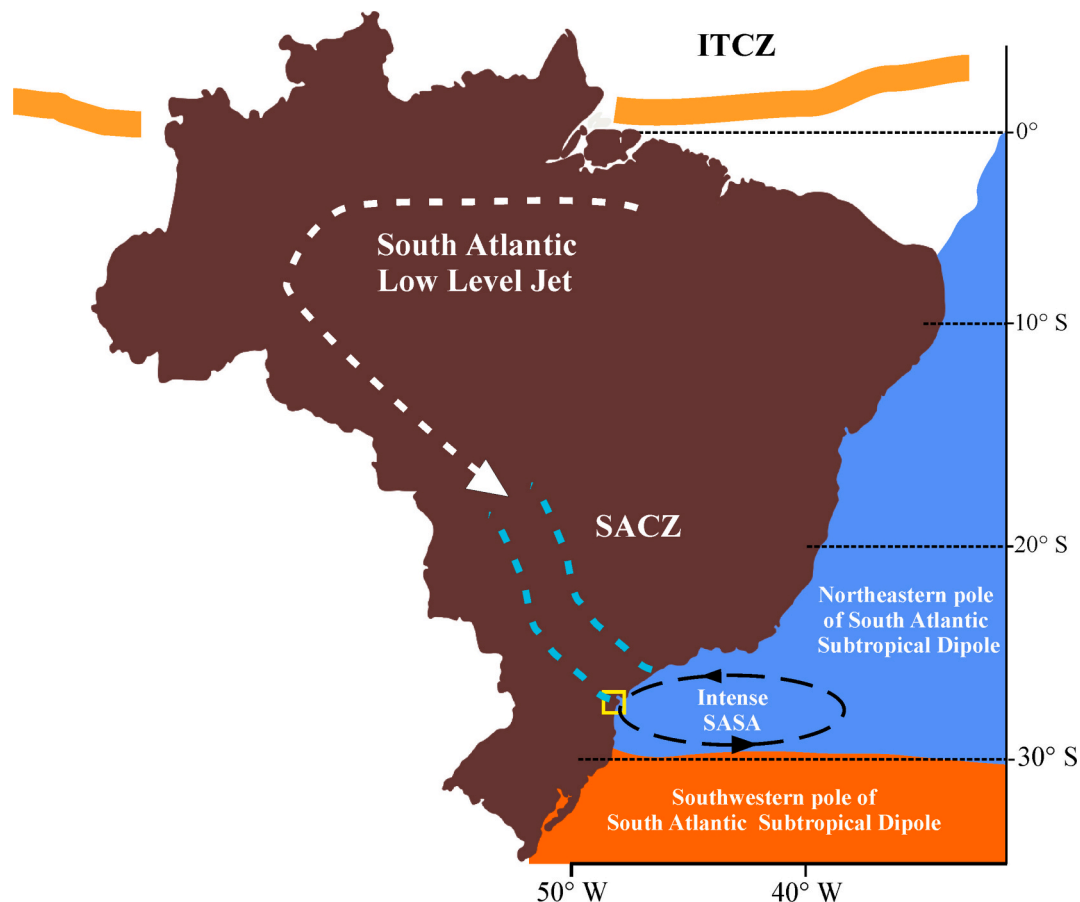 ITCZ
0°
South Atlantic
Low Level Jet
10° S
SACZ
20° S
Northeastern pole
of South Atlantic
Subtropical Dipole
Intense
SASA
30° S
Southwestern pole of
South Atlantic Subtropical Dipole
50° W
40° W